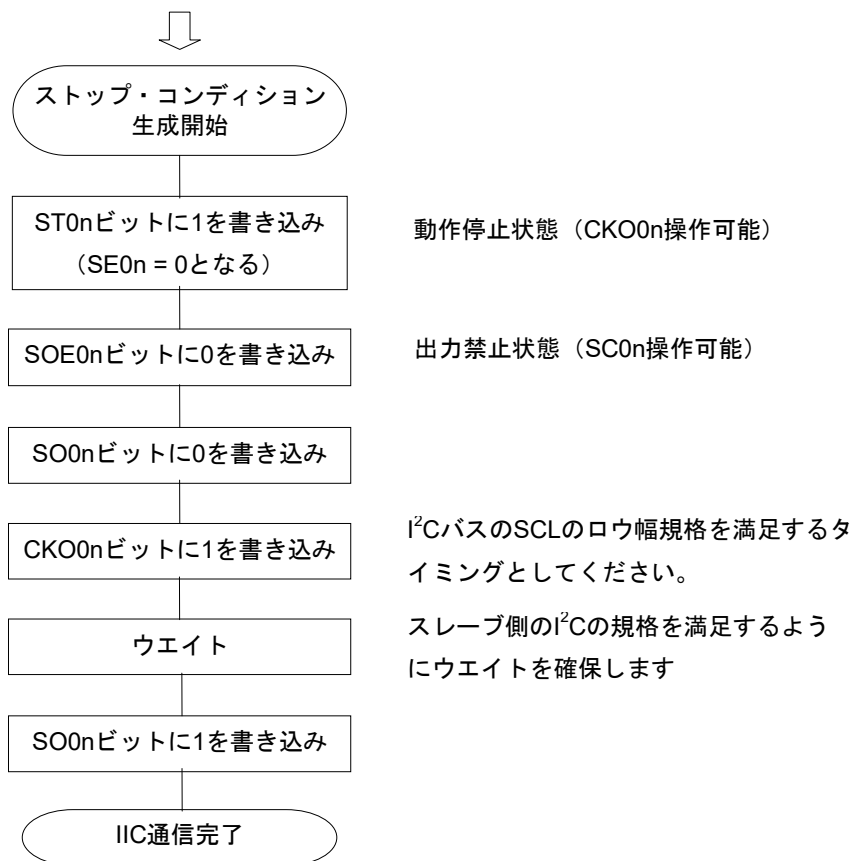 ストップ・コンディション
生成開始
ST0nビットに1を書き込み
（SE0n = 0となる）
動作停止状態（CKO0n操作可能）
SOE0nビットに0を書き込み
出力禁止状態（SC0n操作可能）
SO0nビットに0を書き込み
CKO0nビットに1を書き込み
I²CバスのSCLのロウ幅規格を満足するタ
イミングとしてください。
ウエイト
スレーブ側のI²Cの規格を満足するよう
にウエイトを確保します
SO0nビットに1を書き込み
IIC通信完了